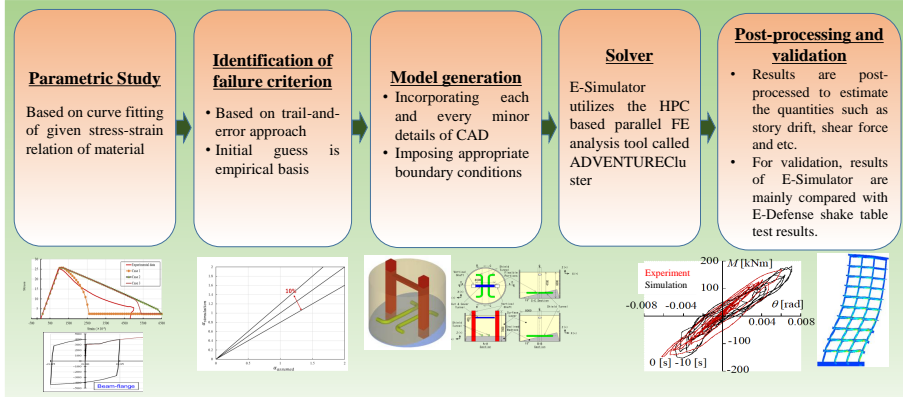 Parametric Study
Based on curve fitting
of given stress-strain
relation of material
Identification of
failure criterion
• Based on trail-and-
error approach
• Initial guess is
empirical basis
Model generation
• Incorporating each
and every minor
details of CAD
• Imposing appropriate
boundary conditions
Solver
E-Simulator
utilizes the HPC
based parallel FE
analysis tool called
ADVENTUREClu
ster
Post-processing and
validation
• Results are post-
processed to estimate
the quantities such as
story drift, shear force
and etc.
• For validation, results
of E-Simulator are
mainly compared with
E-Defense shake table
test results.
Beam-flange
10%
Experiment
Simulation
M [kNm]
200
100
-0.008
-0.004
θ [rad]
0.004
0.008
-100
0 [s] -10 [s]
-200